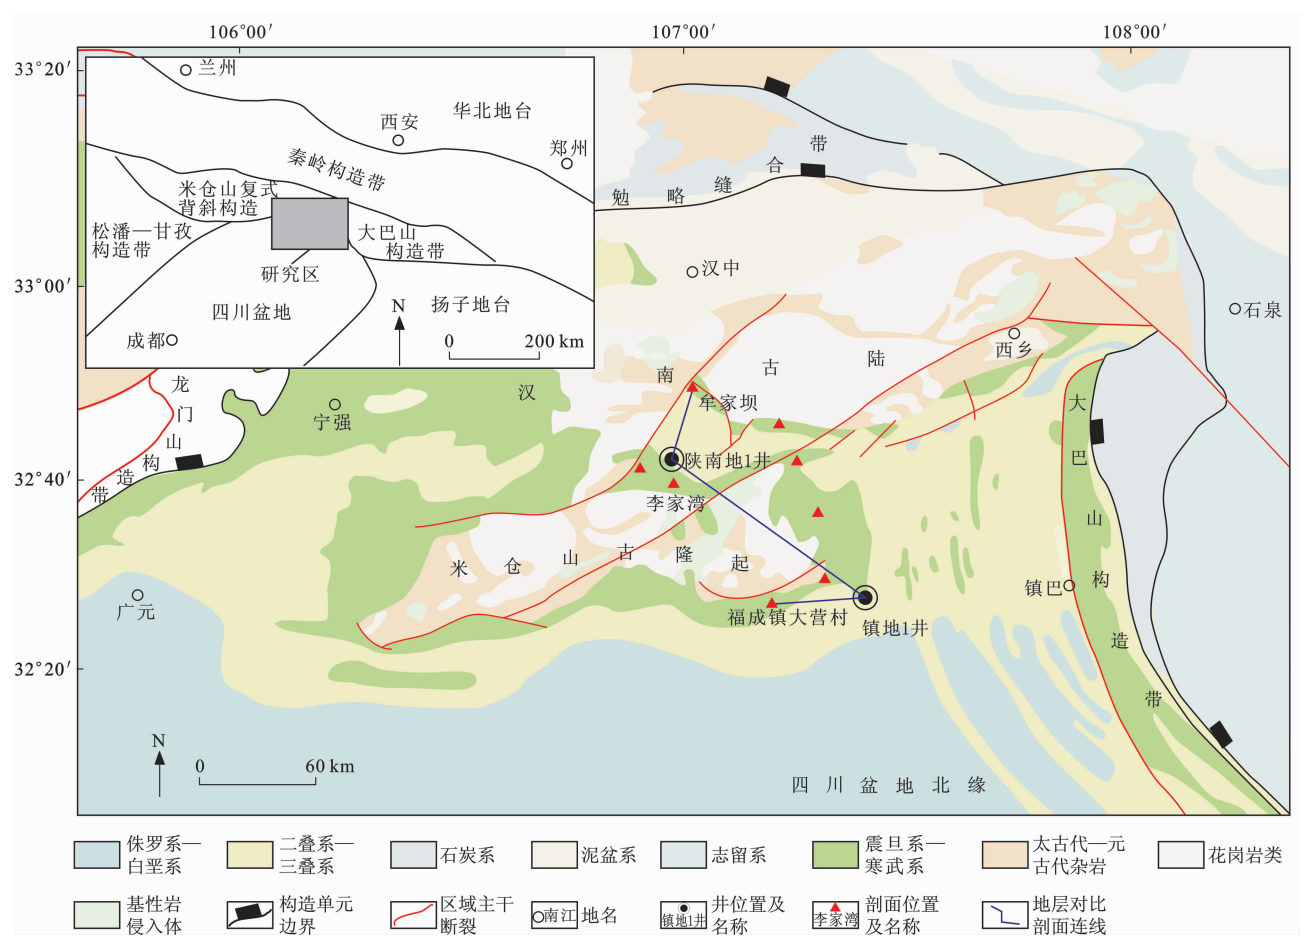 106°00′
107°00′
108°00′
33°20′
33°00′
32°40′
32°20′
兰州
西安
郑州
华北地台
秦岭构造带
米仓山复式
背斜构造
松潘—甘孜
构造带
大巴山
构造带
研究区
四川盆地
扬子地台
成都
N
0
200 km
勉略缝合带
汉中
石泉
西乡
汉南古陆
龙门山构造带
宁强
牟家坝
陕南地1井
李家湾
米仓山古隆起
广元
福成镇大营村
镇地1井
镇巴
大巴山构造带
N
0
60 km
四川盆地北缘
侏罗系—
白垩系
二叠系—
三叠系
石炭系
泥盆系
志留系
震旦系—
寒武系
太古代—元
古代杂岩
花岗岩类
基性岩
侵入体
构造单元
边界
区域主干
断裂
南江
地名
镇地1井
井位置及
名称
李家湾
剖面位置
及名称
地层对比
剖面连线